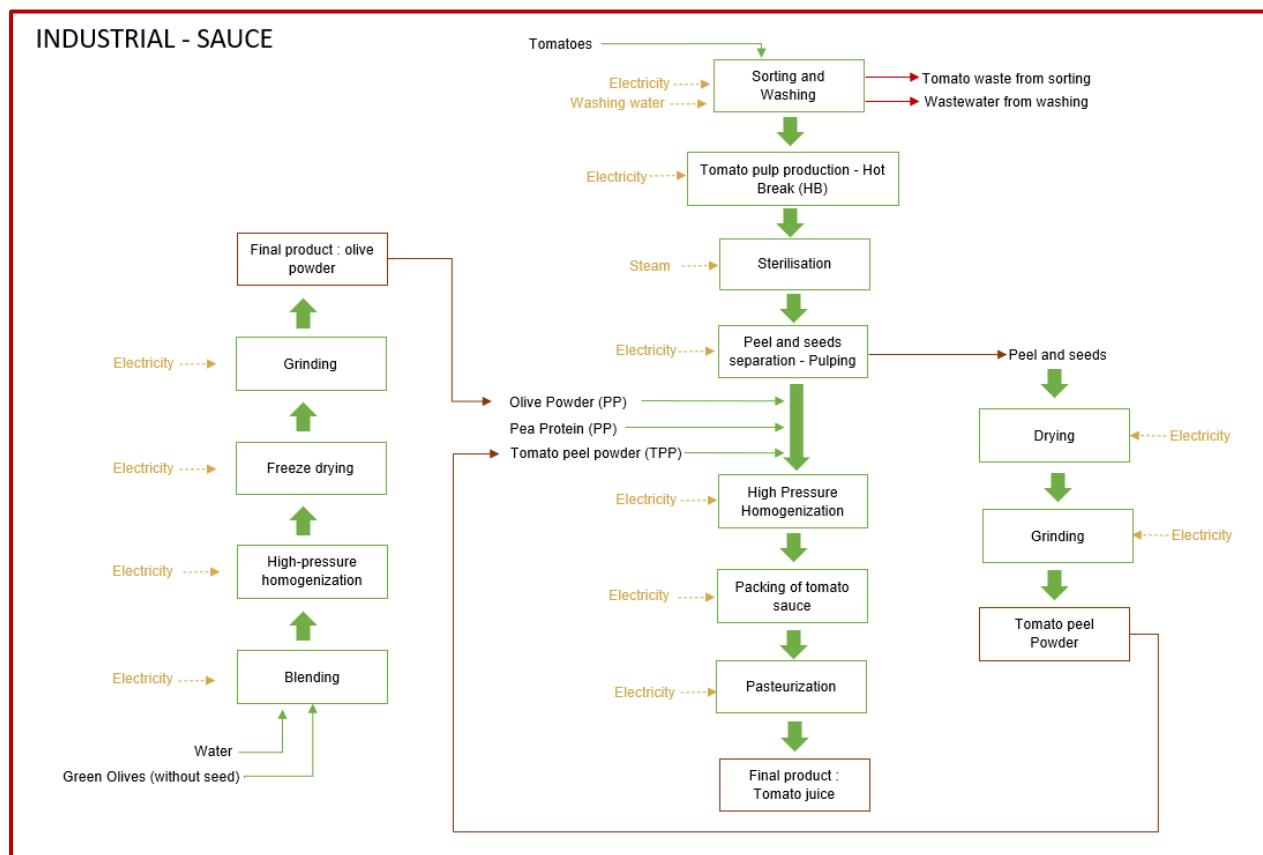 INDUSTRIAL - SAUCE
Tomatoes
Electricity
Washing water
Sorting and
Washing
Tomato waste from sorting
Wastewater from washing
Electricity
Tomato pulp production - Hot
Break (HB)
Steam
Sterilisation
Electricity
Peel and seeds
separation - Pulping
Peel and seeds
Olive Powder (PP)
Pea Protein (PP)
Tomato peel powder (TPP)
Electricity
High Pressure
Homogenization
Electricity
Packing of tomato
sauce
Electricity
Pasteurization
Final product :
Tomato juice
Final product : olive
powder
Electricity
Grinding
Electricity
Freeze drying
Electricity
High-pressure
homogenization
Electricity
Blending
Water
Green Olives (without seed)
Drying
Electricity
Grinding
Electricity
Tomato peel
Powder